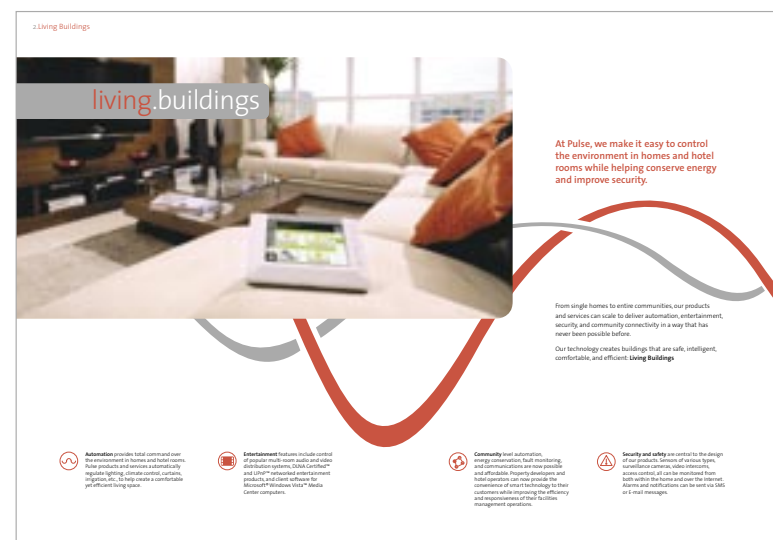 2.Living Buildings
living.buildings
At Pulse, we make it easy to control
the environment in homes and hotel
rooms while helping conserve energy
and improve security.
From single homes to entire communities, our products
and services can scale to deliver automation, entertainment,
security, and community connectivity in a way that has
never been possible before.
Our technology creates buildings that are safe, intelligent,
comfortable, and efficient: Living Buildings
Automation provides total command over
the environment in homes and hotel rooms.
Pulse products and services automatically
regulate lighting, climate control, curtains,
irrigation, etc., to help create a comfortable
yet efficient living space.
Entertainment features include control
of popular multi-room audio and video
distribution systems, DLNA Certified™
and UPnP™ networked entertainment
products, and client software for
Microsoft® Windows Vista™ Media
Center computers.
Community level automation,
energy conservation, fault monitoring,
and communications are now possible
and affordable. Property developers and
hotel operators can now provide the
convenience of smart technology to their
customers while improving the efficiency
and responsiveness of their facilities
management operations.
Security and safety are central to the design
of our products. Sensors of various types,
surveillance cameras, video intercoms,
access control, all can be monitored from
both within the home and over the internet.
Alarms and notifications can be sent via SMS
or E-mail messages.